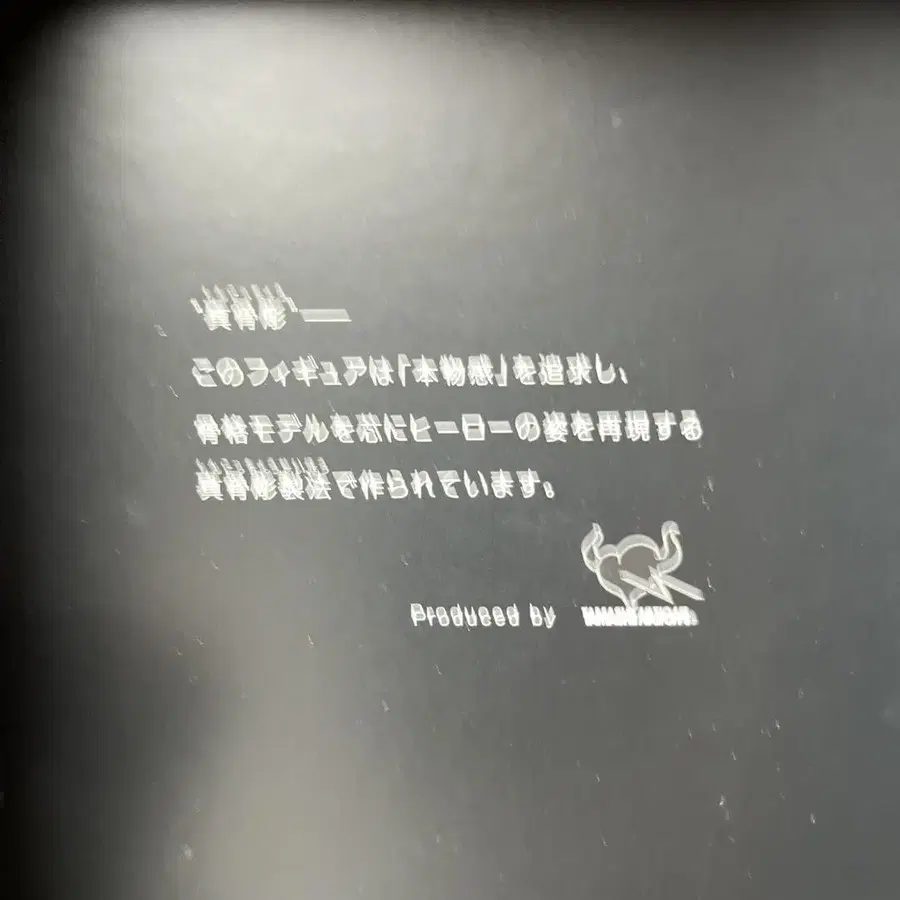 "真骨彫"―
このフィギュアは「本物感」を追求し、
骨格モデルを芯にヒーローの姿を再現する
真骨彫製法で作られています。
Produced by
TAMASHII NATIONS